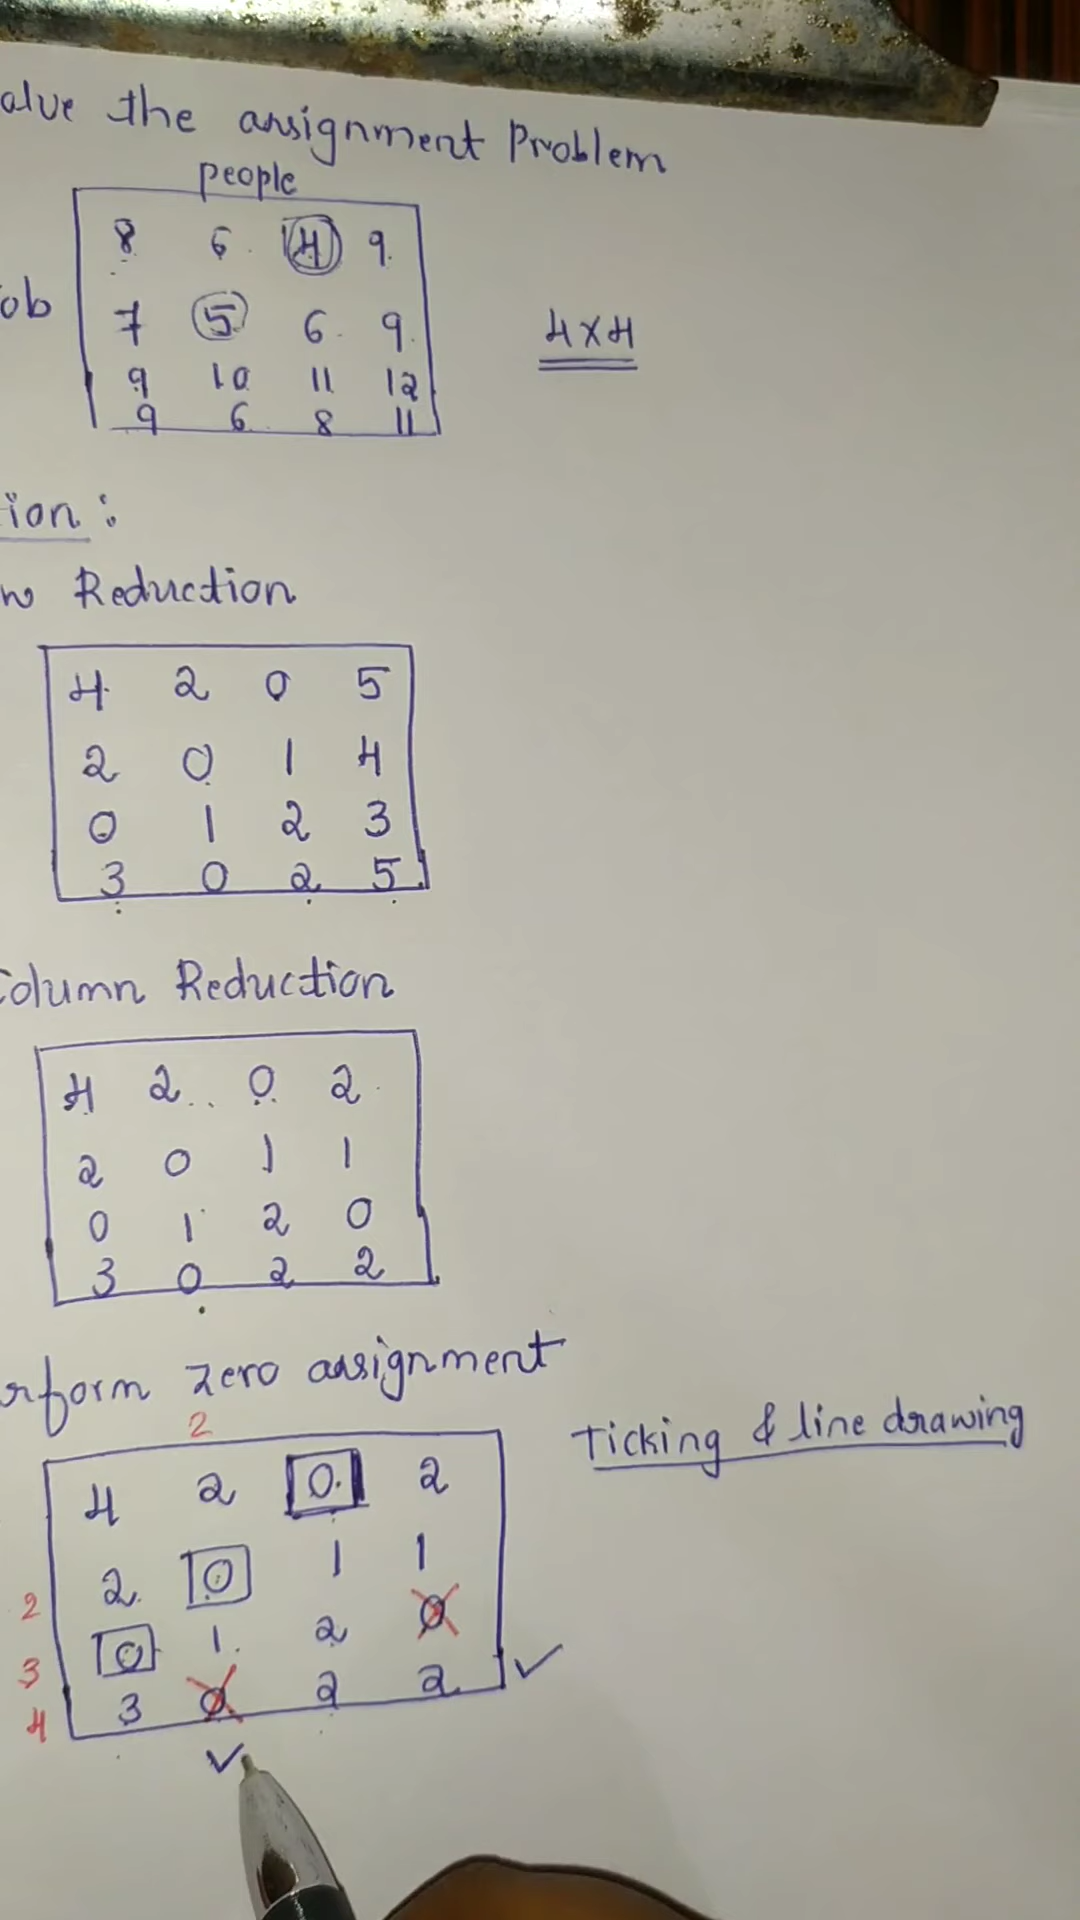 alve the assignment Problem
people
8 6 4 9
ob
7 5 6 9
4×4
9 10 11 12
9 6 8 11
ion :
w Reduction
4 2 0 5
2 0 1 4
0 1 2 3
3 0 2 5
Column Reduction
4 2 0 2
2 0 1 1
0 1 2 0
3 0 2 2
rform zero assignment
Ticking & line drawing
2
4 2 0 2
2 2 0 1 1
3 0 1 2 0
4 3 0 2 2